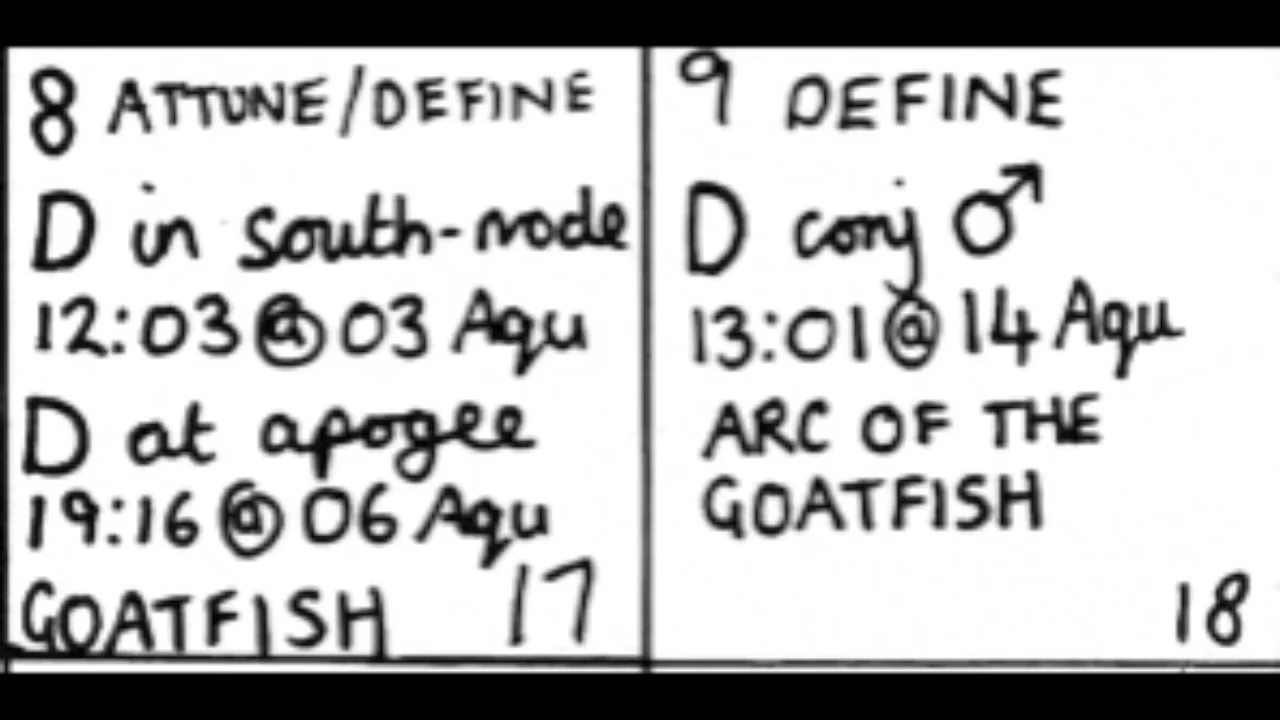 8 ATTUNE/DEFINE
D in south-node
12:03@03 Aqu
D at apogee
19:16@06 Aqu
GOATFISH 17
9 DEFINE
D conj ♂
13:01@14 Aqu
ARC OF THE
GOATFISH
18